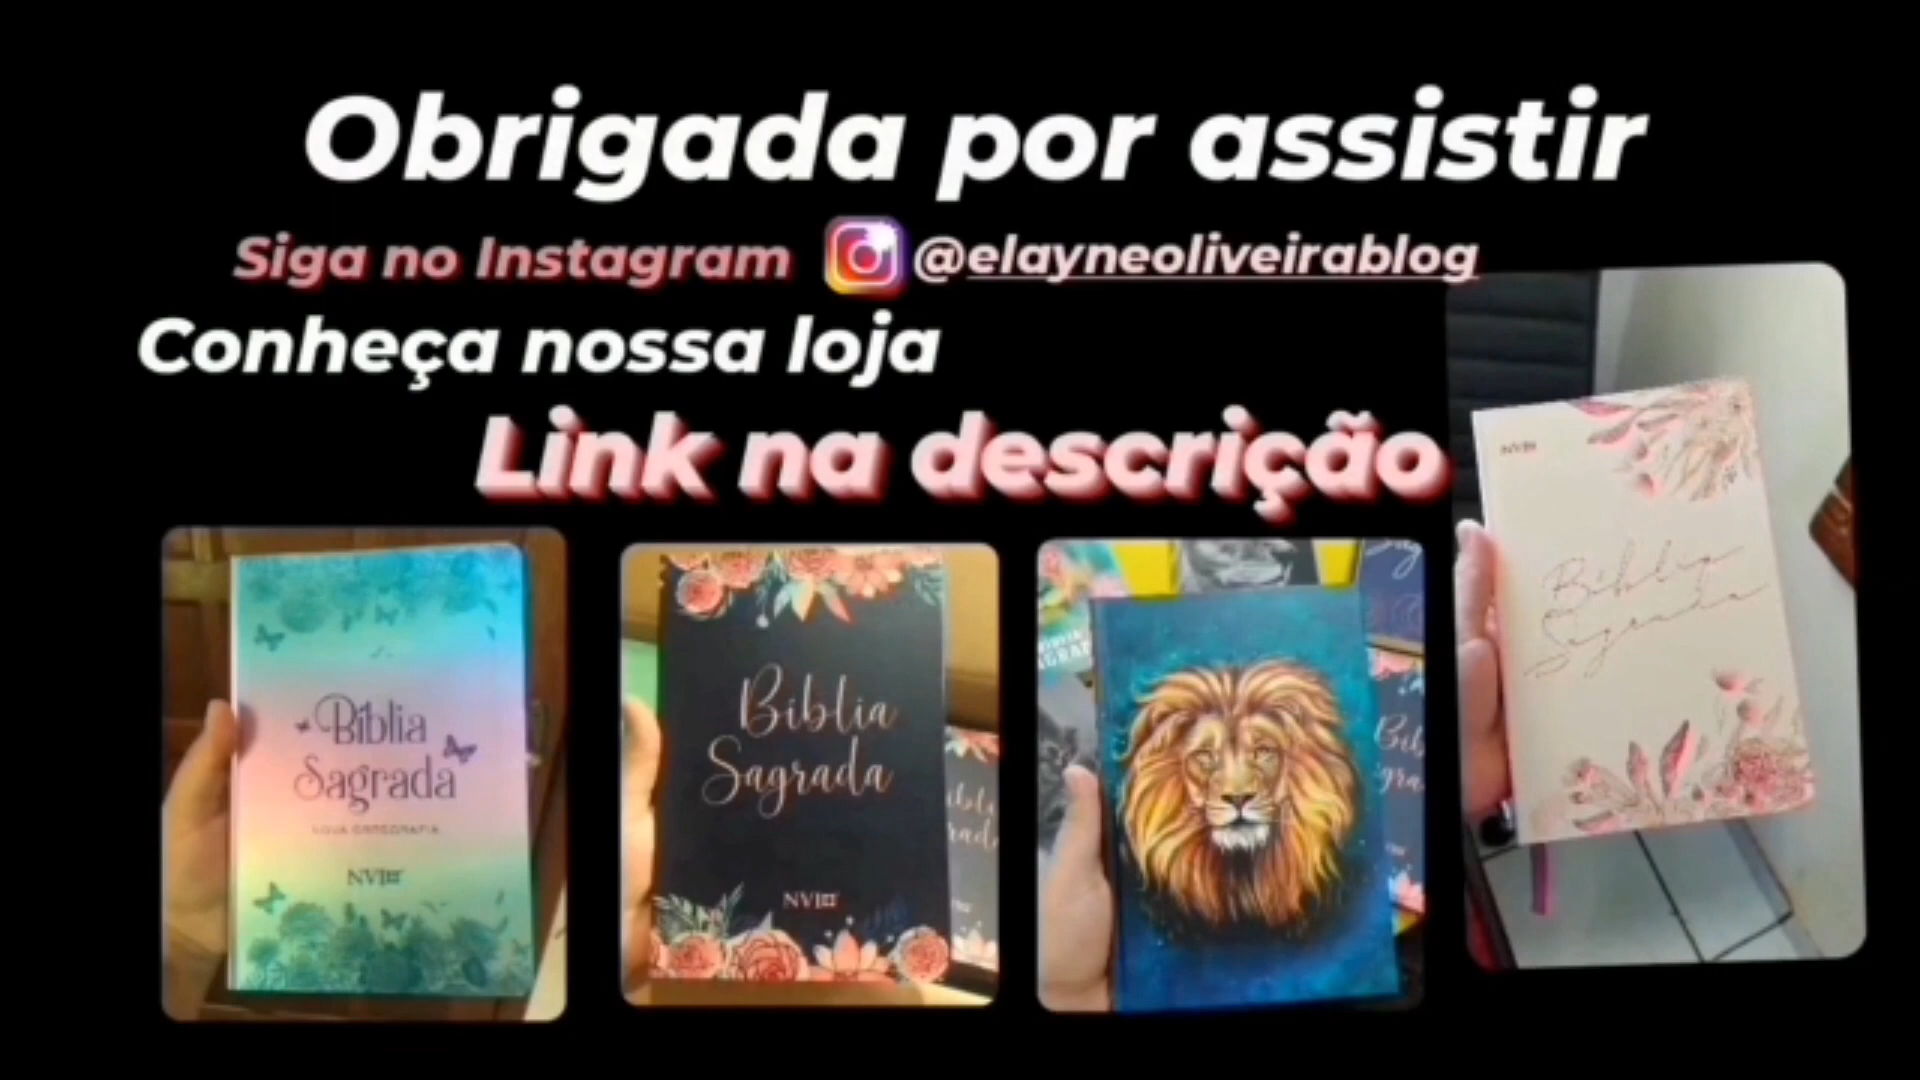 Obrigada por assistir
Siga no Instagram @elayneoliveirablog
Conheça nossa loja
Link na descrição
NVI
Bíblia
Sagrada
Bíblia
Sagrada
NOVA ORTOGRAFIA
NVI
Bíblia
Sagrada
NVI